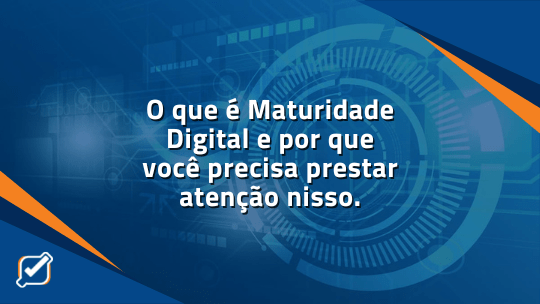 O que é Maturidade
Digital e por que
você precisa prestar
atenção nisso.